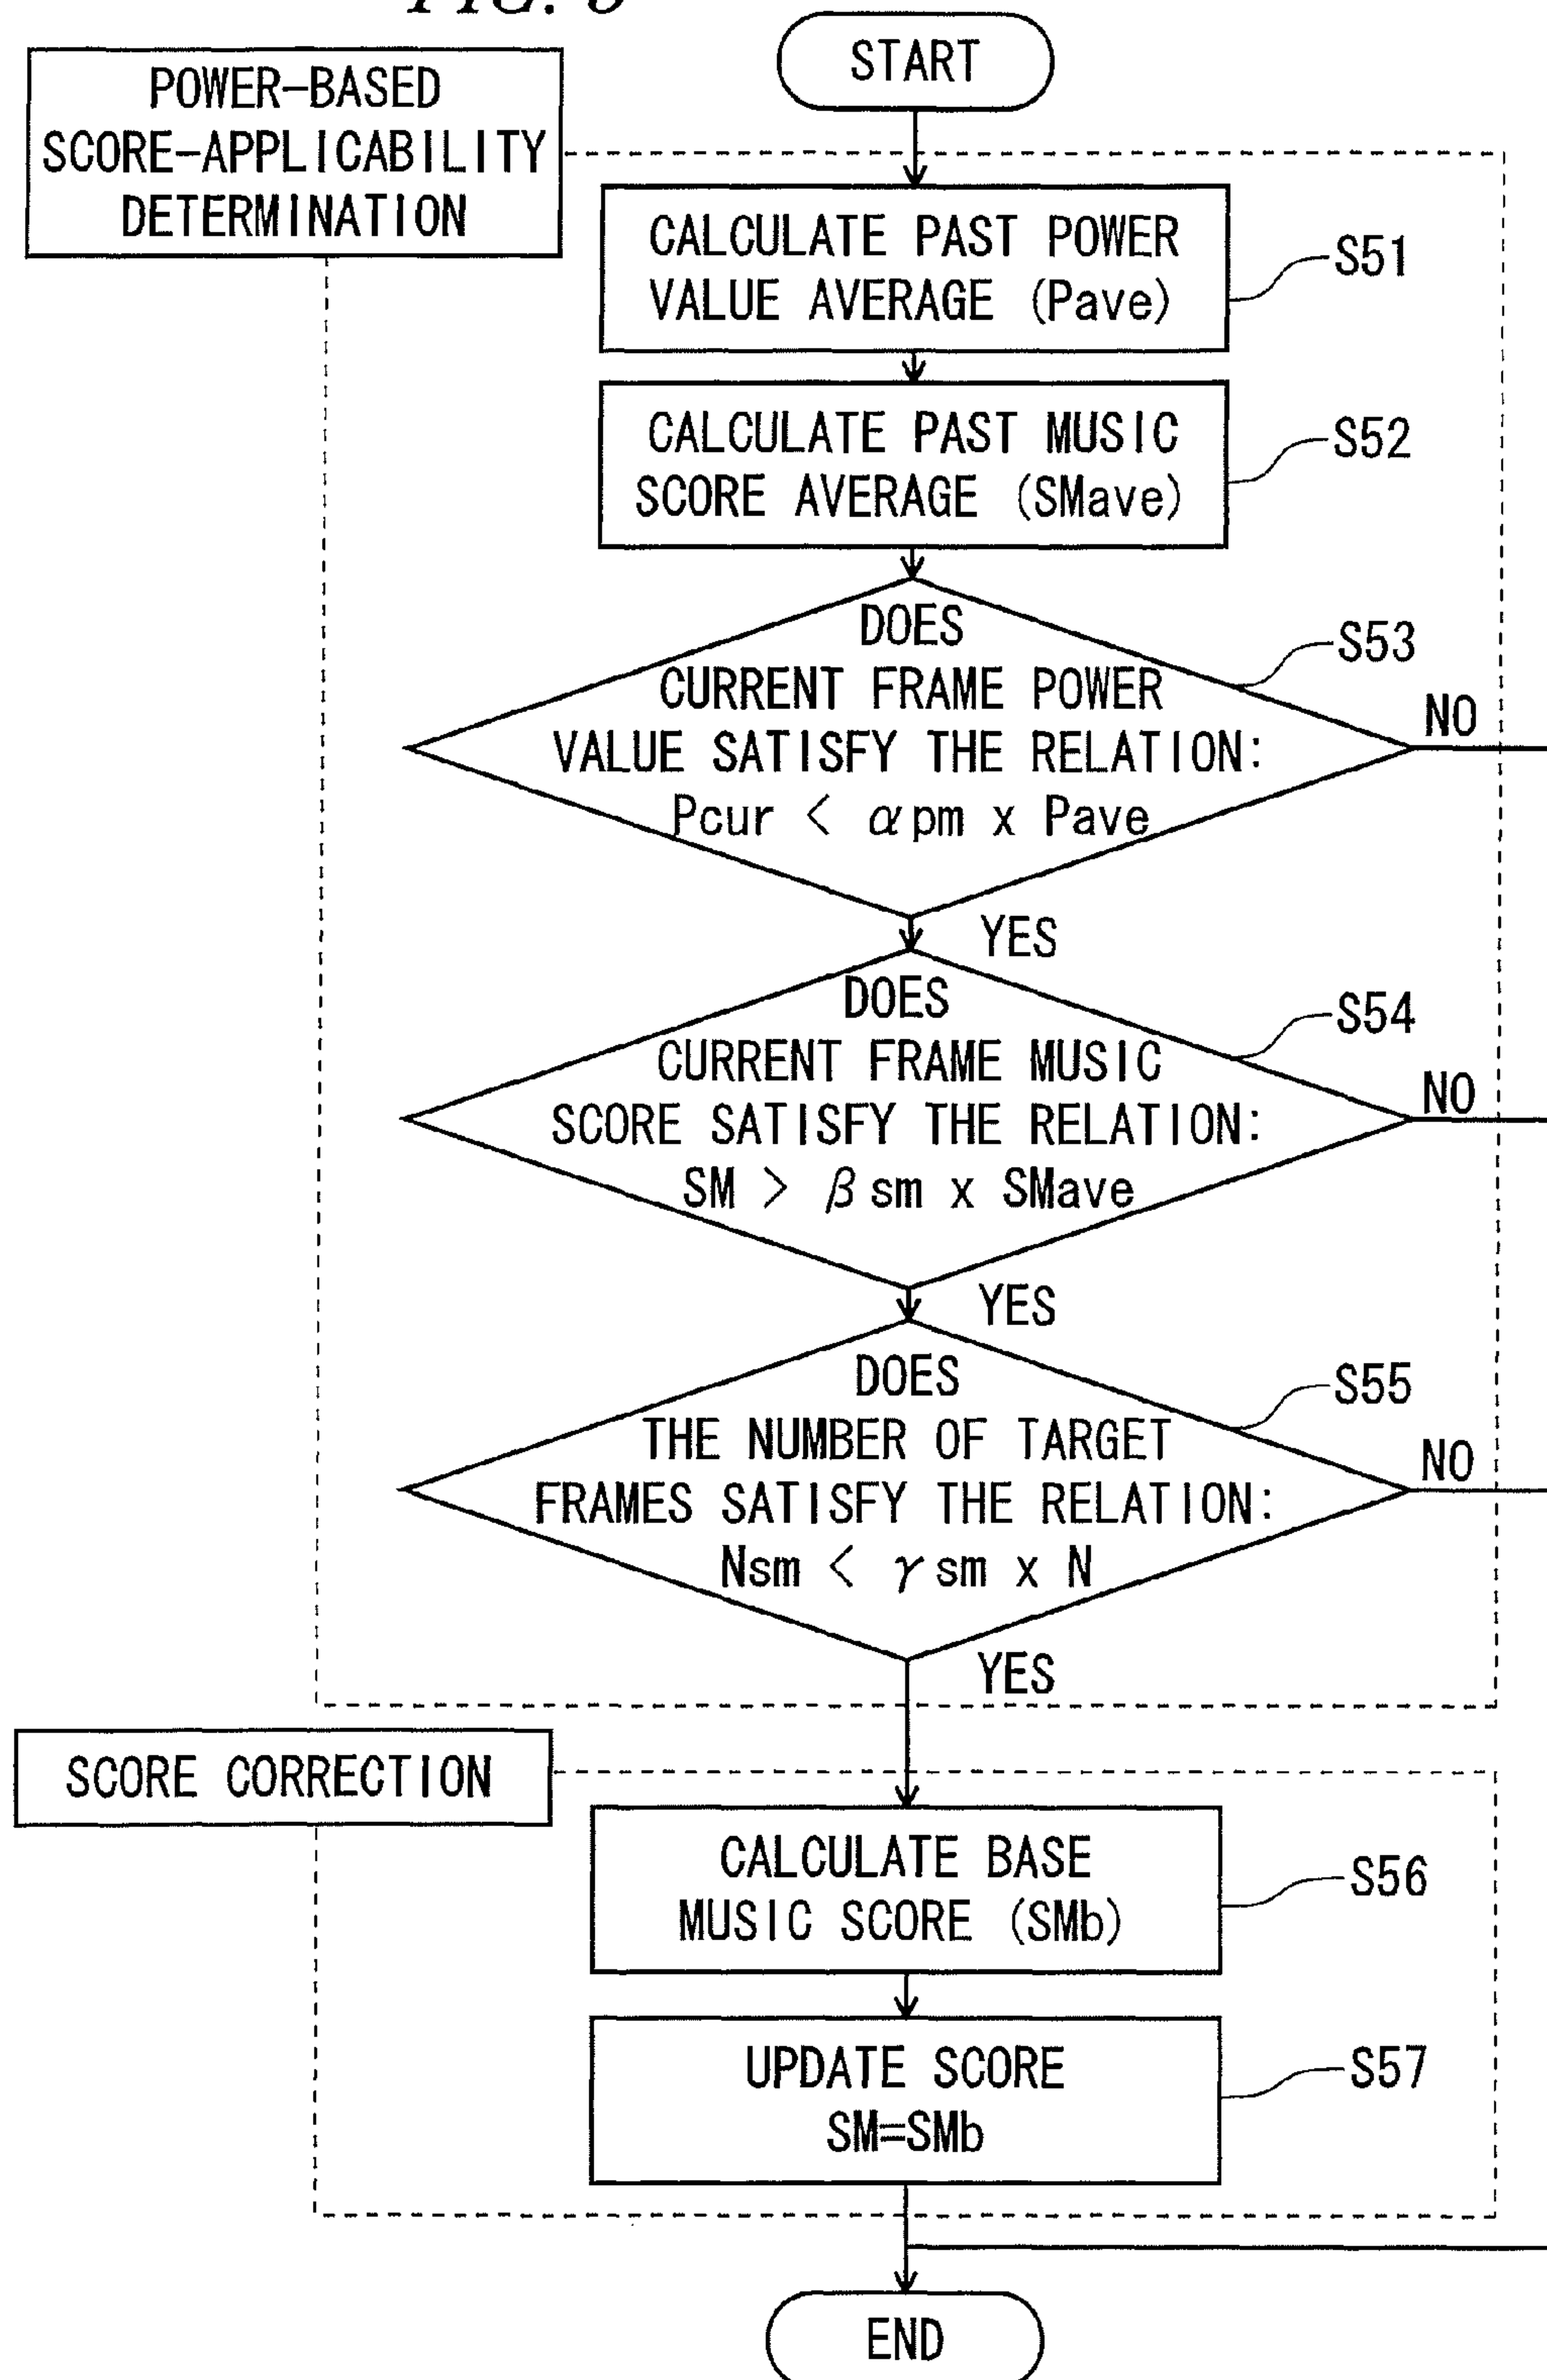 START
POWER-BASED
SCORE-APPLICABILITY
DETERMINATION
CALCULATE PAST POWER
VALUE AVERAGE (Pave)
S51
CALCULATE PAST MUSIC
SCORE AVERAGE (SMave)
S52
DOES
CURRENT FRAME POWER
VALUE SATISFY THE RELATION:
Pcur < αpm x Pave
S53
NO
YES
DOES
CURRENT FRAME MUSIC
SCORE SATISFY THE RELATION:
SM > βsm x SMave
S54
NO
YES
DOES
THE NUMBER OF TARGET
FRAMES SATISFY THE RELATION:
Nsm < γsm x N
S55
NO
YES
SCORE CORRECTION
CALCULATE BASE
MUSIC SCORE (SMb)
S56
UPDATE SCORE
SM=SMb
S57
END